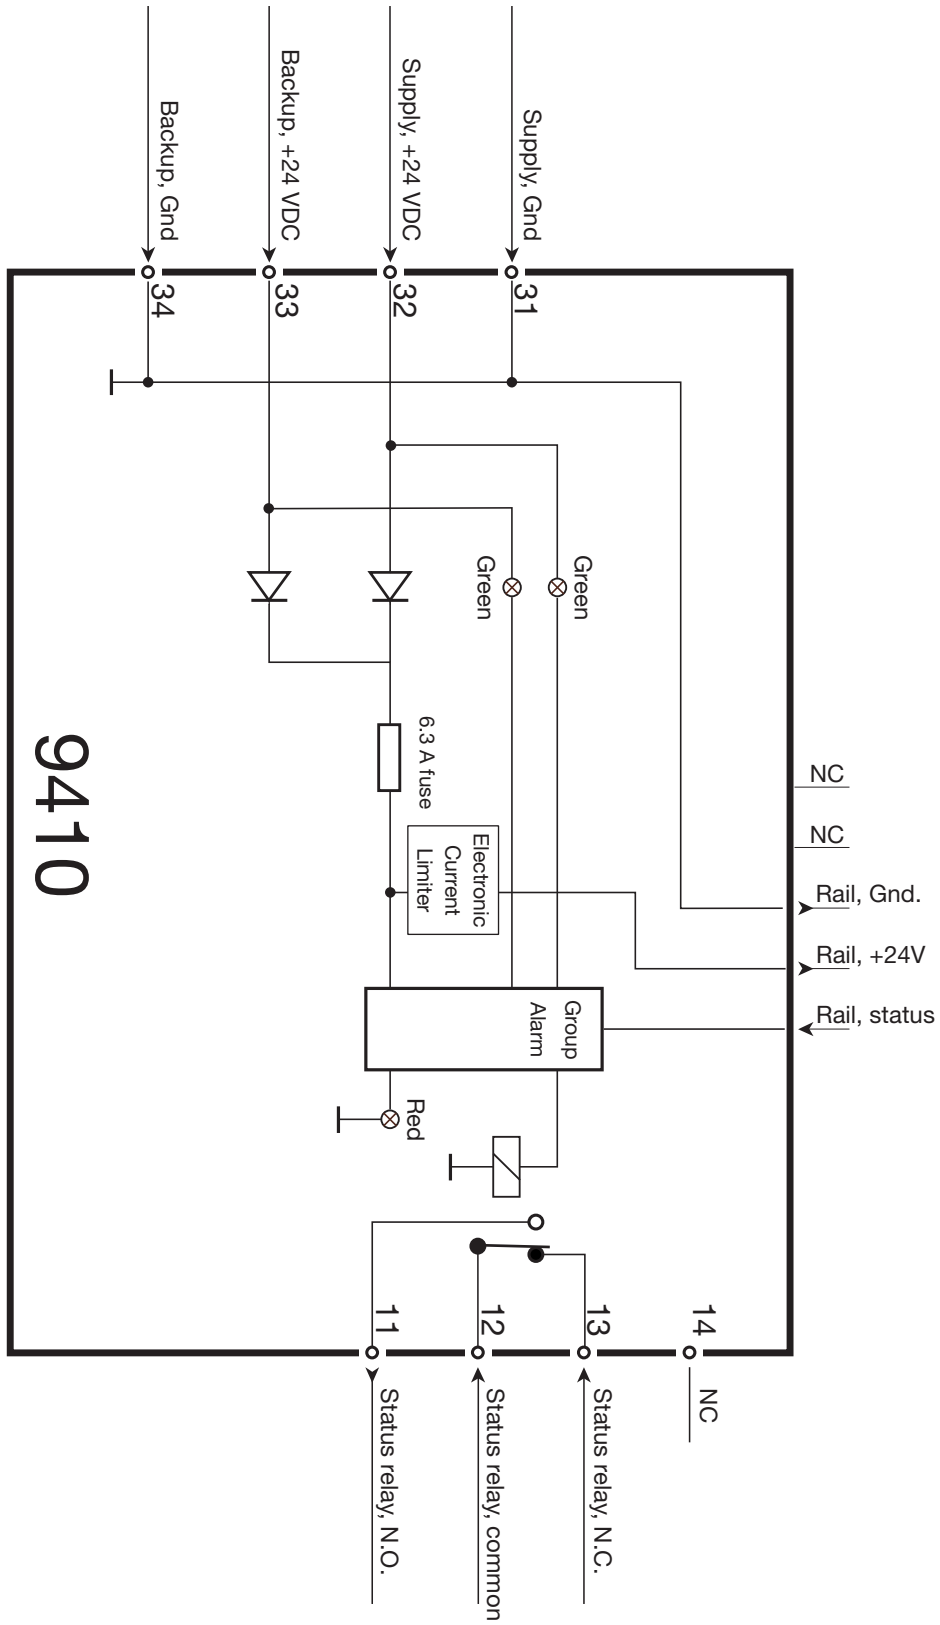 Supply, Gnd
Supply, +24 VDC
Backup, +24 VDC
Backup, Gnd
31
32
33
34
Green
Green
6.3 A fuse
Electronic
Current
Limiter
Group
Alarm
Red
9410
NC
NC
Rail, Gnd.
Rail, +24V
Rail, status
14
13
12
11
NC
Status relay, N.C.
Status relay, common
Status relay, N.O.